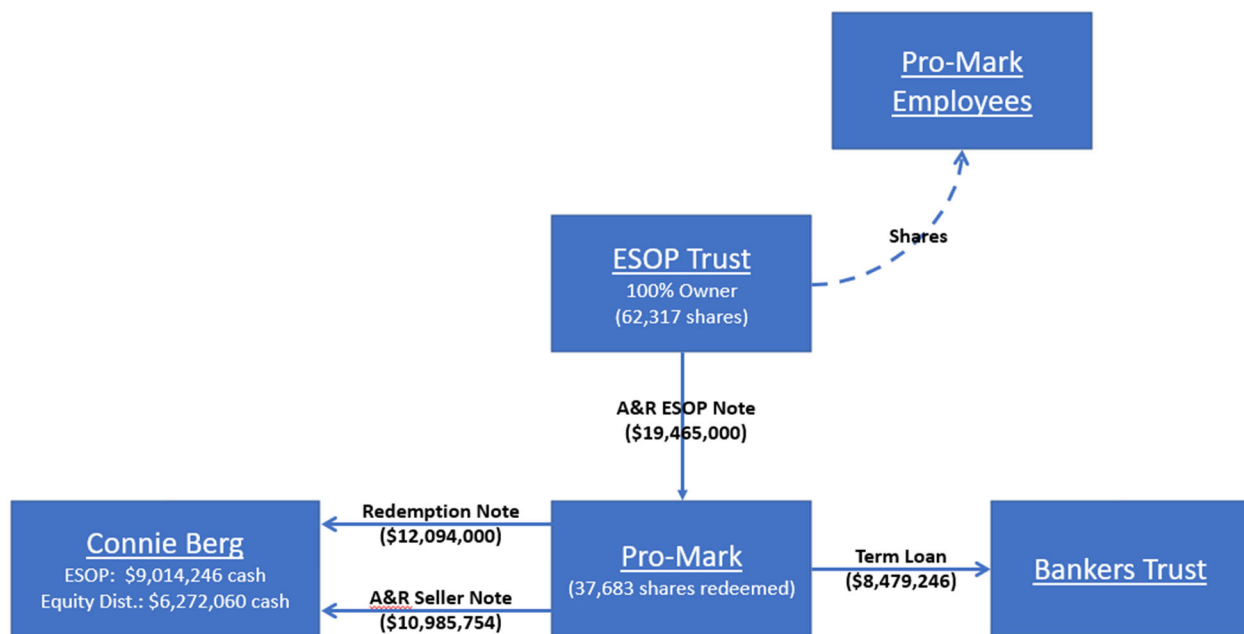 Pro-Mark
Employees
Shares
ESOP Trust
100% Owner
(62,317 shares)
A&R ESOP Note
($19,465,000)
Connie Berg
ESOP: $9,014,246 cash
Equity Dist.: $6,272,060 cash
Redemption Note
($12,094,000)
A&R Seller Note
($10,985,754)
Pro-Mark
(37,683 shares redeemed)
Term Loan
($8,479,246)
Bankers Trust